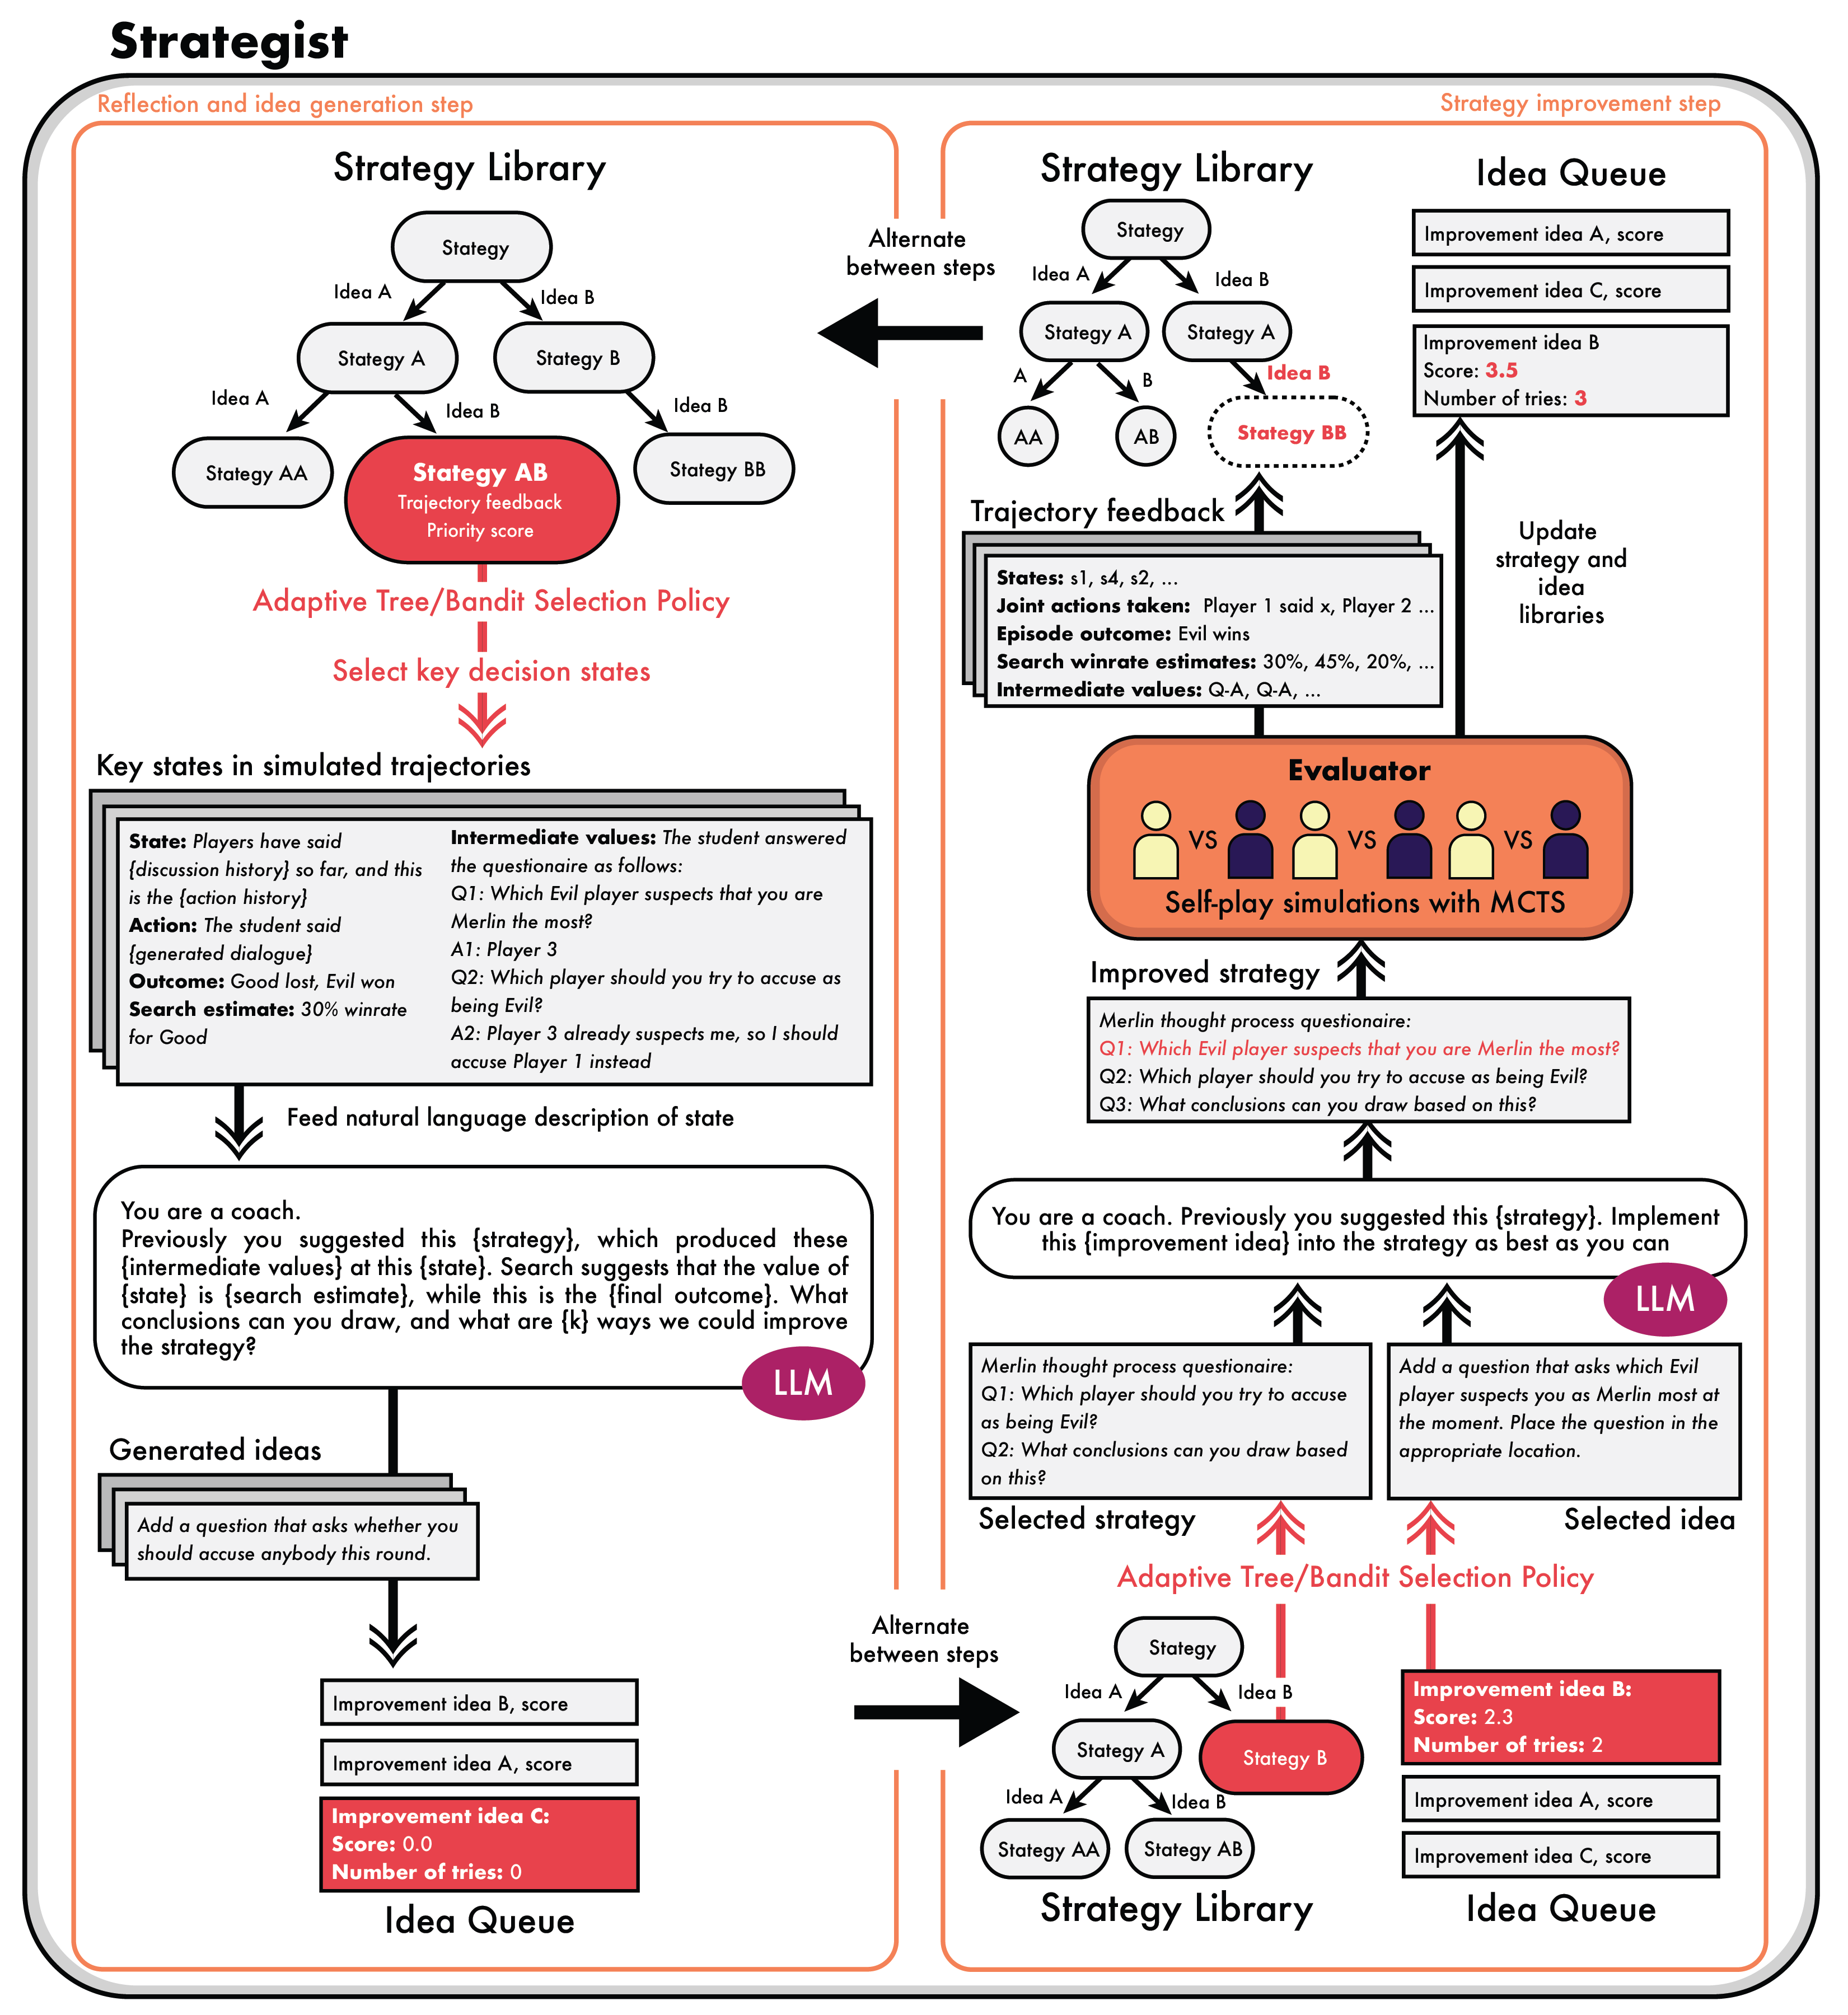 Strategist
Reflection and idea generation step
Strategy Library
Stategy
Idea A
Idea B
Stategy A
Stategy B
Idea A
Idea B
Idea B
Stategy AA
Stategy AB
Trajectory feedback
Priority score
Stategy BB
Adaptive Tree/Bandit Selection Policy
Select key decision states
Key states in simulated trajectories
State: Players have said
{discussion history} so far, and this
is the {action history}
Action: The student said
{generated dialogue}
Outcome: Good lost, Evil won
Search estimate: 30% winrate
for Good
Intermediate values: The student answered
the questionaire as follows:
Q1: Which Evil player suspects that you are
Merlin the most?
A1: Player 3
Q2: Which player should you try to accuse as
being Evil?
A2: Player 3 already suspects me, so I should
accuse Player 1 instead
Feed natural language description of state
You are a coach.
Previously you suggested this {strategy}, which produced these
{intermediate values} at this {state}. Search suggests that the value of
{state} is {search estimate}, while this is the {final outcome}. What
conclusions can you draw, and what are {k} ways we could improve
the strategy?
LLM
Generated ideas
Add a question that asks whether you
should accuse anybody this round.
Improvement idea B, score
Improvement idea A, score
Improvement idea C:
Score: 0.0
Number of tries: 0
Idea Queue
Alternate
between steps
Alternate
between steps
Strategy improvement step
Strategy Library
Stategy
Idea A
Idea B
Stategy A
Stategy A
A
B
Idea B
AA
AB
Stategy BB
Idea Queue
Improvement idea A, score
Improvement idea C, score
Improvement idea B
Score: 3.5
Number of tries: 3
Trajectory feedback
States: s1, s4, s2, ...
Joint actions taken: Player 1 said x, Player 2 ...
Episode outcome: Evil wins
Search winrate estimates: 30%, 45%, 20%, ...
Intermediate values: Q-A, Q-A, ...
Update
strategy and
idea
libraries
Evaluator
VS
VS
VS
Self-play simulations with MCTS
Improved strategy
Merlin thought process questionaire:
Q1: Which Evil player suspects that you are Merlin the most?
Q2: Which player should you try to accuse as being Evil?
Q3: What conclusions can you draw based on this?
You are a coach. Previously you suggested this {strategy}. Implement
this {improvement idea} into the strategy as best as you can
LLM
Merlin thought process questionaire:
Q1: Which player should you try to accuse
as being Evil?
Q2: What conclusions can you draw based
on this?
Selected strategy
Add a question that asks which Evil
player suspects you as Merlin most at
the moment. Place the question in the
appropriate location.
Selected idea
Adaptive Tree/Bandit Selection Policy
Stategy
Idea A
Idea B
Stategy A
Stategy B
Idea A
Idea B
Stategy AA
Stategy AB
Strategy Library
Improvement idea B:
Score: 2.3
Number of tries: 2
Improvement idea A, score
Improvement idea C, score
Idea Queue